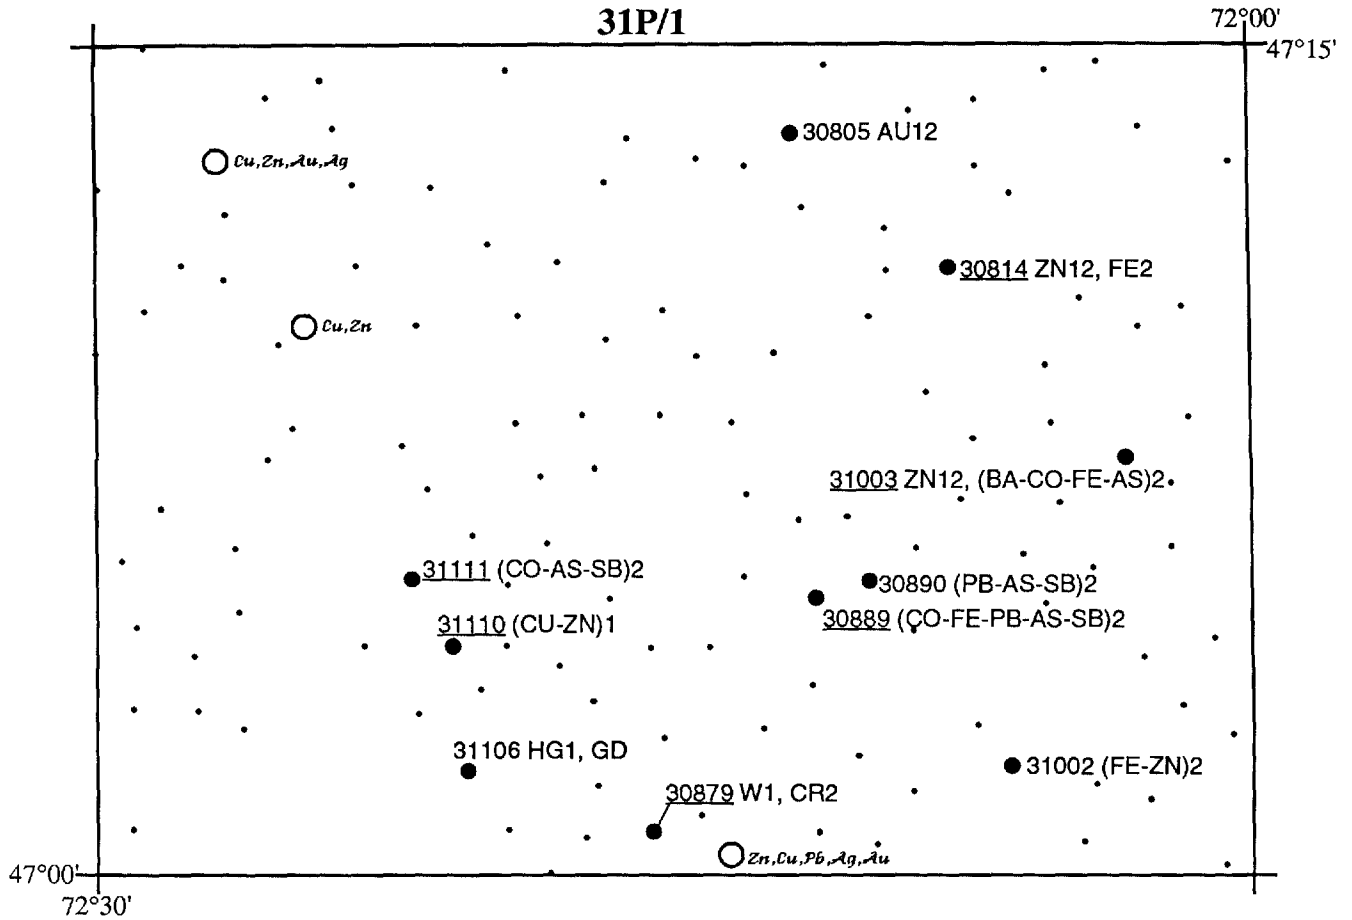 31P/1
72°00'
47°15'
30805 AU12
Cu,Zn,Au,Ag
30814 ZN12, FE2
Cu,Zn
31003 ZN12, (BA-CO-FE-AS)2
31111 (CO-AS-SB)2
30890 (PB-AS-SB)2
30889 (CO-FE-PB-AS-SB)2
31110 (CU-ZN)1
31106 HG1, GD
31002 (FE-ZN)2
30879 W1, CR2
Zn,Cu,Pb,Ag,Au
47°00'
72°30'